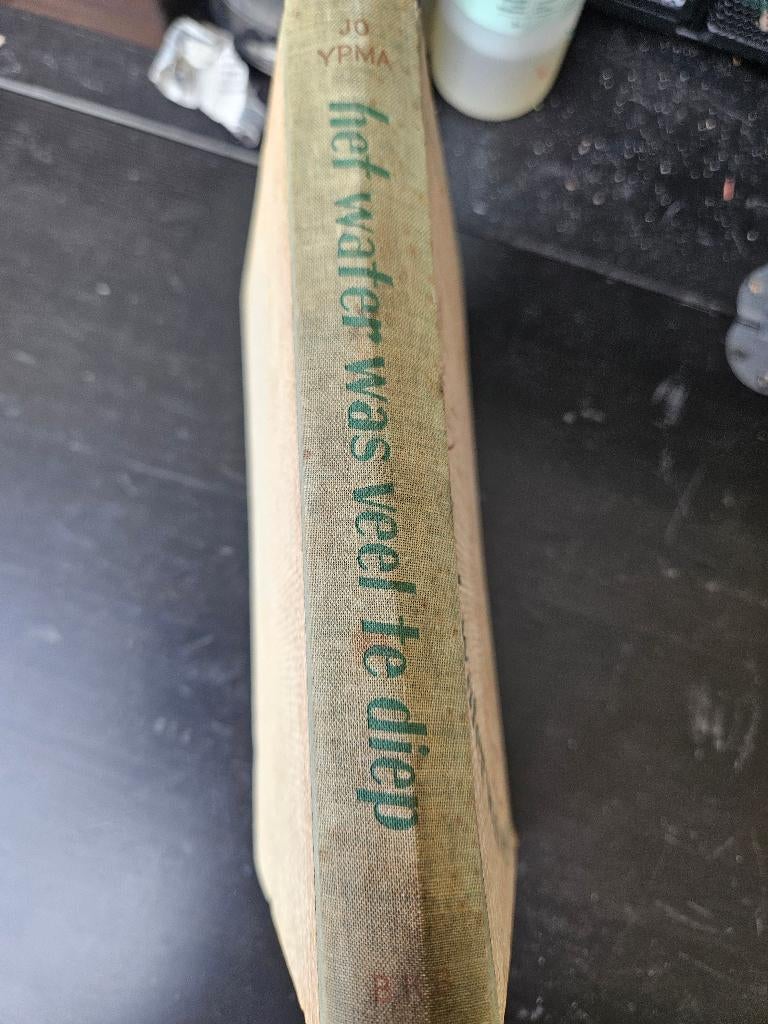 JO
YPMA
het water was veel te diep